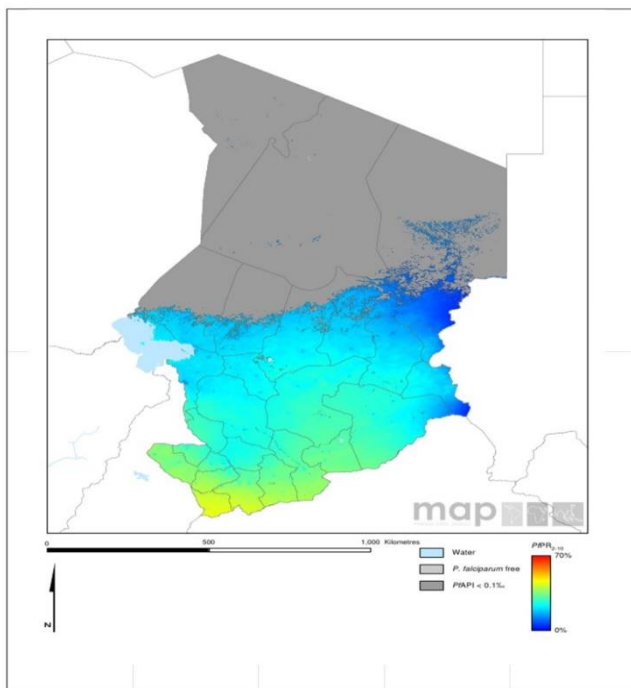 map
0 500 1,000 Kilometres
Water
P. falciparum free
PfAPI < 0.1‰
PfPR2-10
70%
0%
N